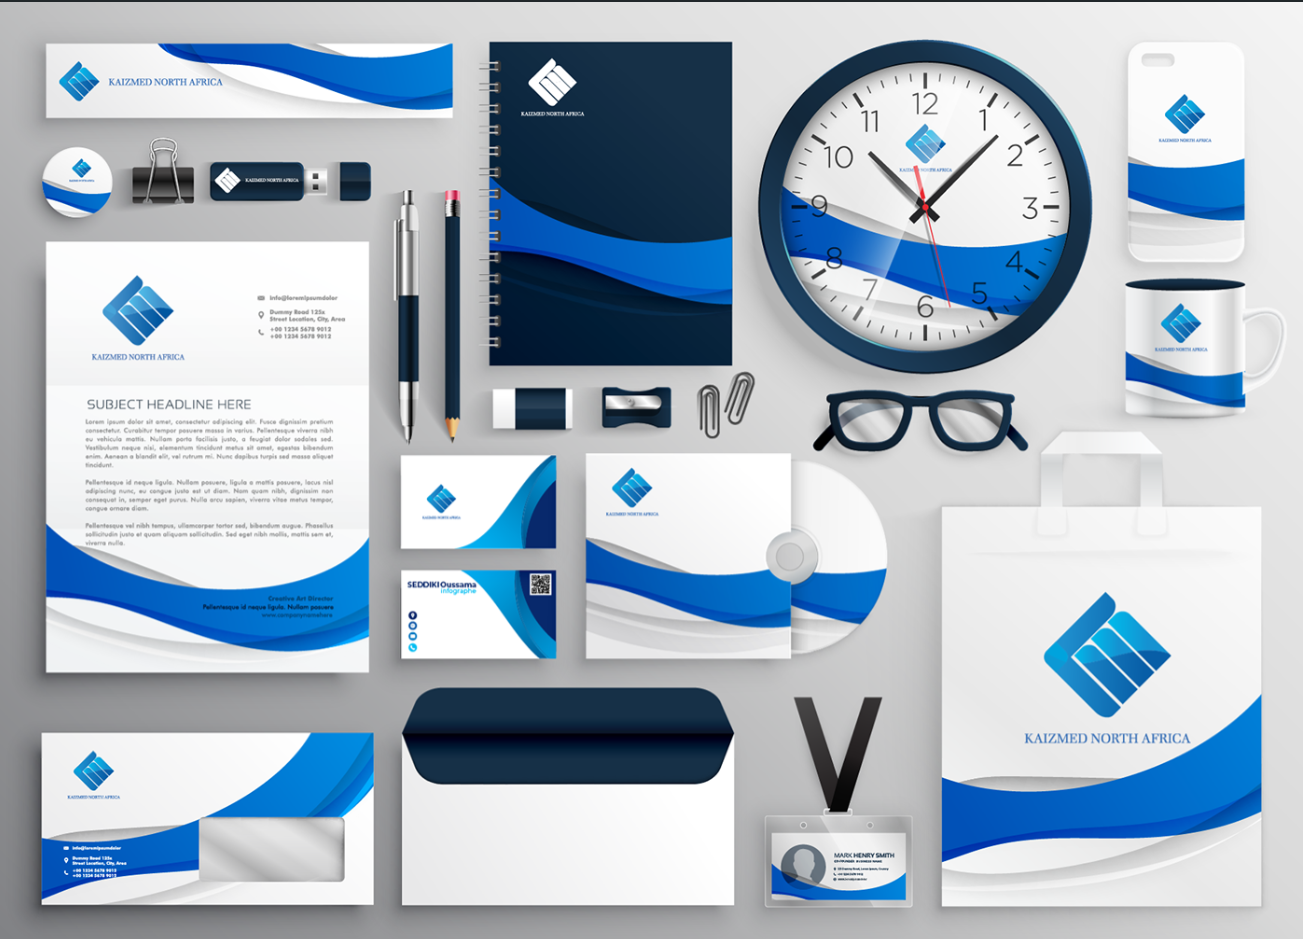 KAIZMED NORTH AFRICA
KAIZMED NORTH AFRICA
KAIZMED NORTH AFRICA
KAIZMED NORTH AFRICA
info@loremipsumdolor
Dummy Road 125x
Street Location, City, Area
+00 1234 5678 9012
+00 1234 5678 9012
SUBJECT HEADLINE HERE
Lorem ipsum dolor sit amet, consectetur adipiscing elit. Fusce dignissim
consectetur. Curabitur tempor posuere massa in varius. Pellentesque viverra nibh
eu vehicula mattis. Nullam porta facilisis justo, a feugiat dolor sodales sed.
Vestibulum neque nisi, elementum tincidunt metus sit amet, egestas bibendum
enim. Aenean a blandit elit, vel rutrum mi. Nunc dapibus turpis sed massa aliquet
tincidunt.
Pellentesque id neque ligula. Nullam posuere, ligula a mattis posuere, lacus nisl
adipiscing nunc, eu congue justo est ut diam. Nam quam nibh, dignissim non
consequat in, semper eget purus. Nulla arcu sapien, viverra vitae metus tempor,
congue ornare diam.
Pellentesque vel nibh tempus, ullamcorper tortor sed, bibendum augue. Phasellus
sollicitudin justo et quam aliquam sollicitudin. Sed eget nibh mollis, mattis sem et,
viverra nulla.
Creative Art Director
Pellentesque id neque ligula. Nullam posuere
KAIZMED NORTH AFRICA
12
1
2
3
4
5
6
7
8
9
10
11
KAIZMED NORTH AFRICA
KAIZMED NORTH AFRICA
KAIZMED NORTH AFRICA
SEDDIKI Oussama
infographe
KAIZMED NORTH AFRICA
KAIZMED NORTH AFRICA
KAIZMED NORTH AFRICA
info@loremipsumdolor
Dummy Road 125x
Street Location, City, Area
+00 1234 5678 9012
+00 1234 5678 9012
MARK HENRY SMITH